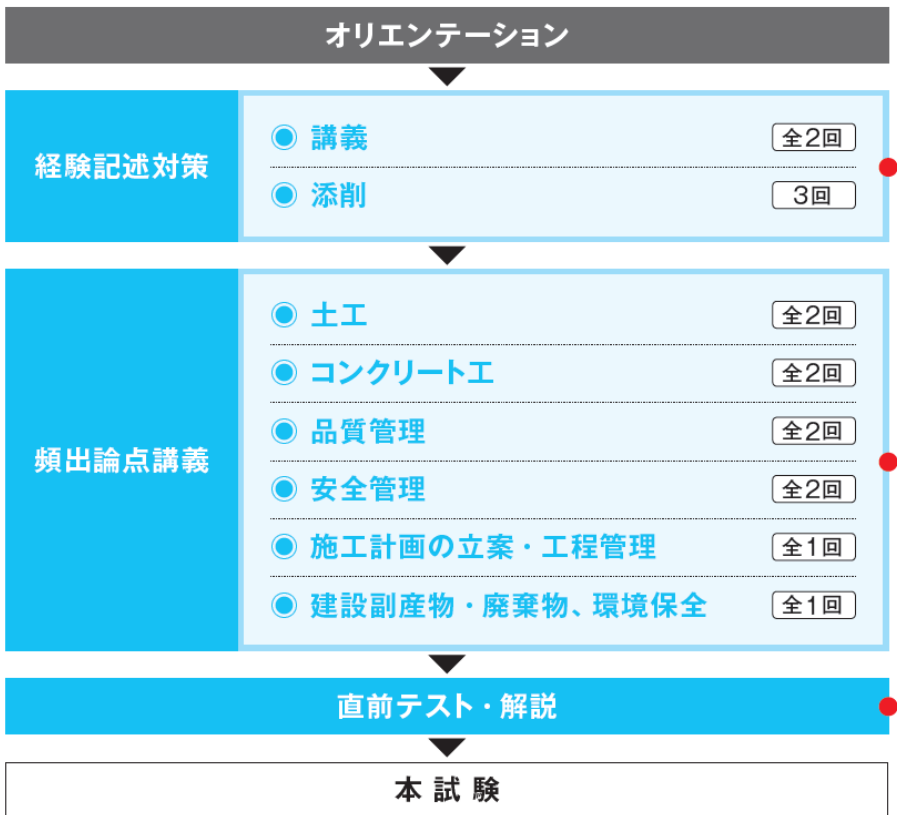 オリエンテーション
経験記述対策
講義 全2回
添削 3回
頻出論点講義
土工 全2回
コンクリート工 全2回
品質管理 全2回
安全管理 全2回
施工計画の立案・工程管理 全1回
建設副産物・廃棄物、環境保全 全1回
直前テスト・解説
本試験